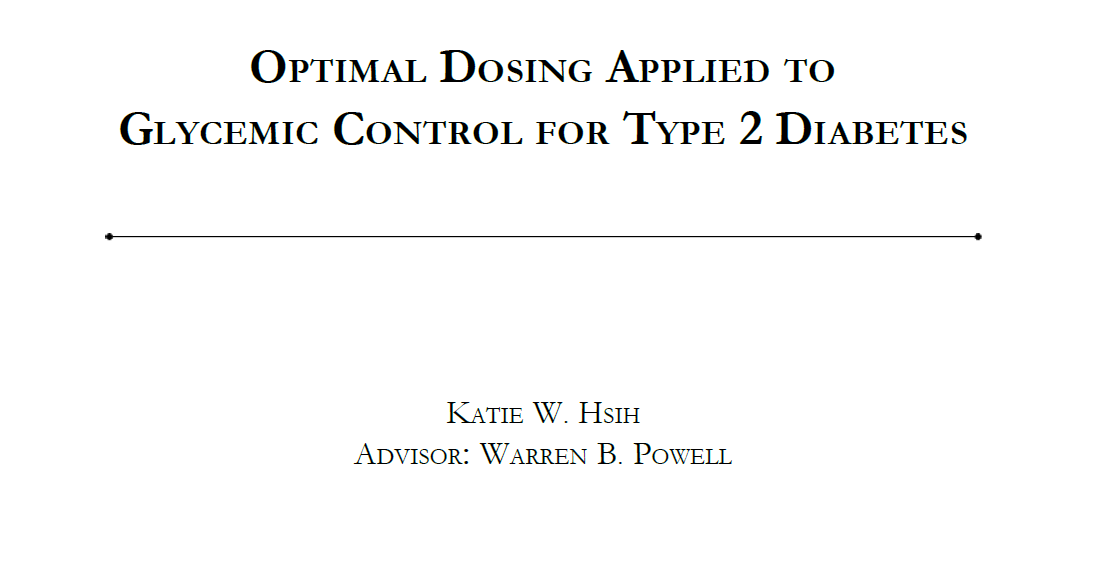 Optimal Dosing Applied to
Glycemic Control for Type 2 Diabetes
Katie W. Hsih
Advisor: Warren B. Powell